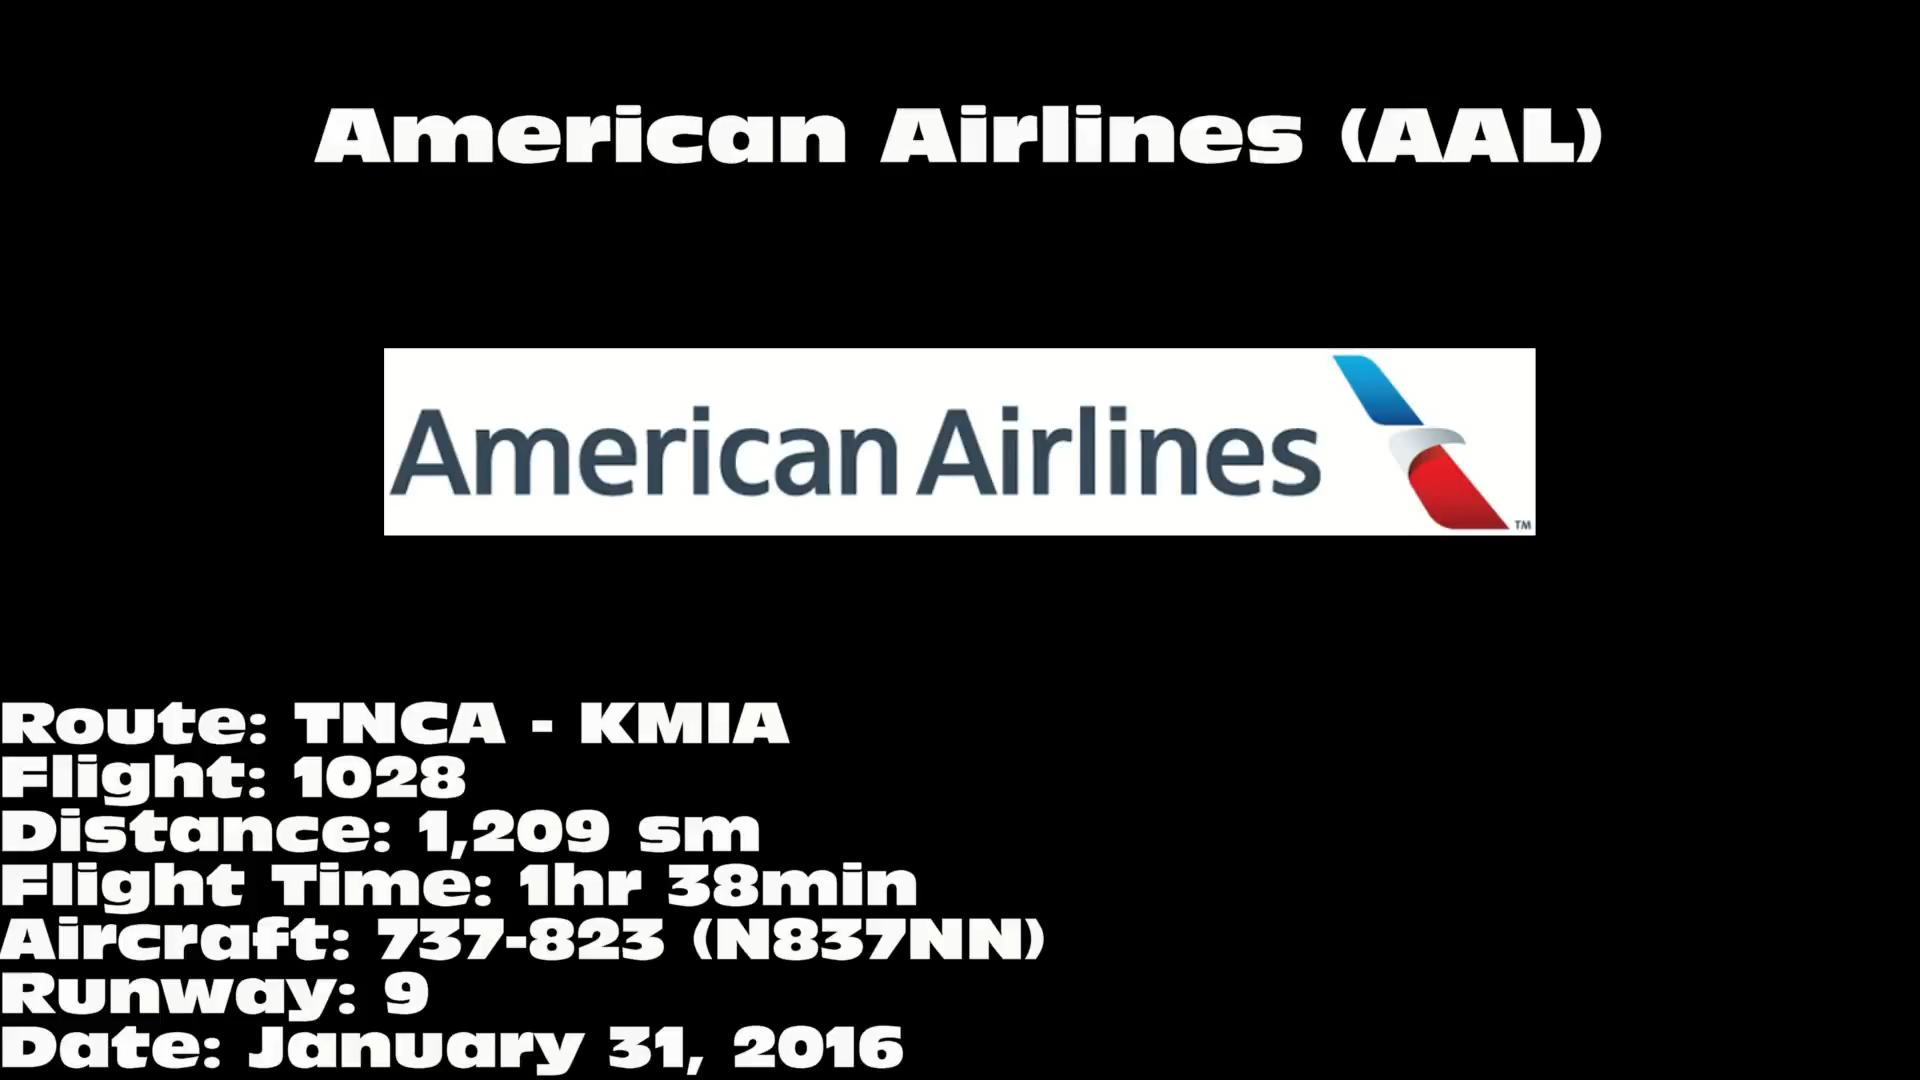 American Airlines (AAL)
American Airlines
TM
Route: TNCA - KMIA
Flight: 1028
Distance: 1,209 sm
Flight Time: 1hr 38min
Aircraft: 737-823 (N837NN)
Runway: 9
Date: January 31, 2016